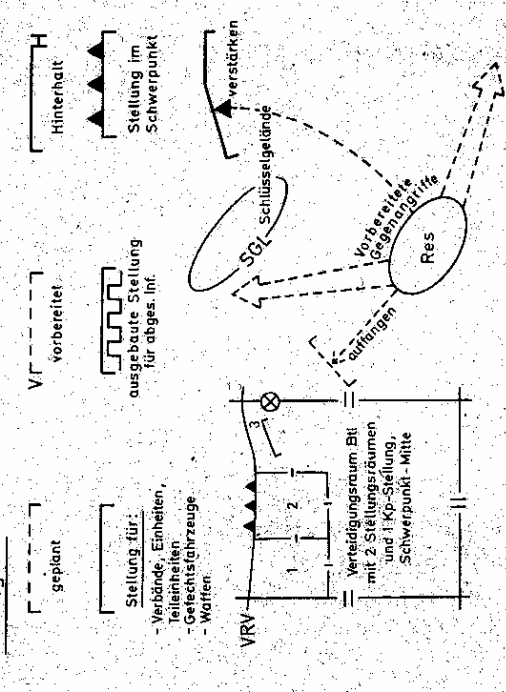 geplant
V
vorbereitet
H
Hinterhalt
Stellung für:
- Verbände, Einheiten,
Teileinheiten
- Gefechtsfahrzeuge
- Waffen
ausgebaute Stellung
für abges. Inf.
Stellung im
Schwerpunkt
VRV
1
2
3
Verteidigungsraum Btl
mit 2 Stellungsräumen
und 1 Kp-Stellung,
Schwerpunkt - Mitte
SGL
Schlüsselgelände
verstärken
auffangen
Vorbereitete
Gegenangriffe
Res